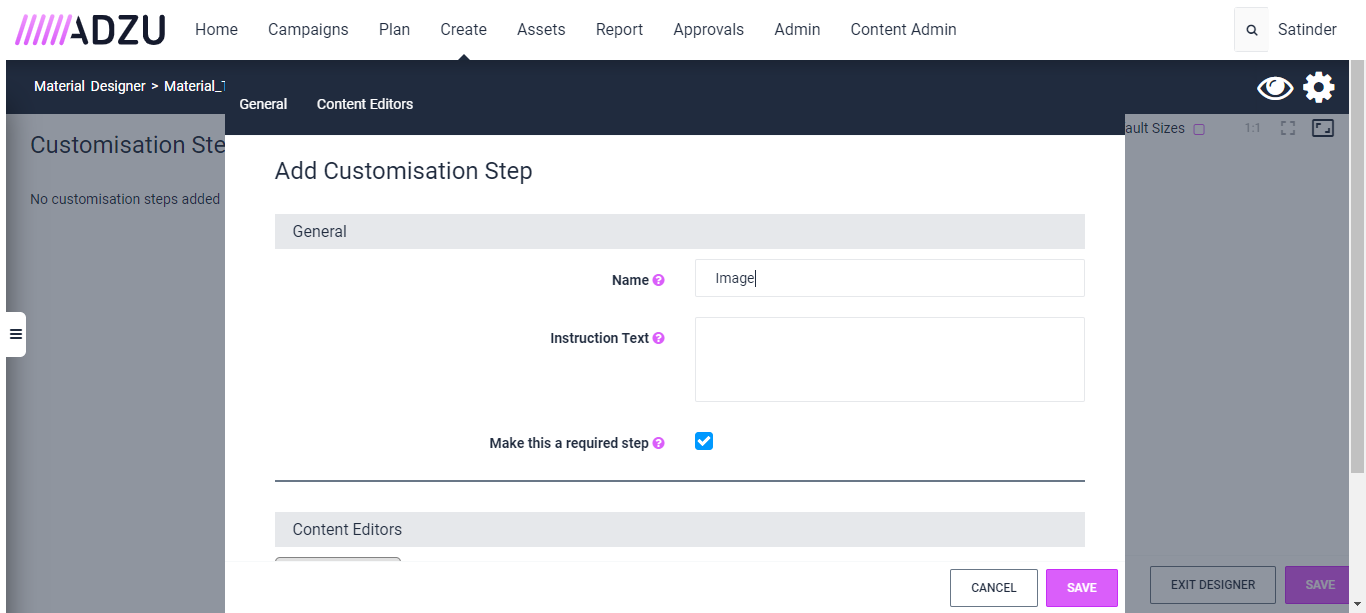 ADZU
Home Campaigns Plan Create Assets Report Approvals Admin Content Admin Satinder
Material Designer > Material_
General Content Editors
Customisation Ste
ault Sizes 1:1
No customisation steps added
Add Customisation Step
General
Name ?
Image
Instruction Text ?
Make this a required step ?
Content Editors
CANCEL SAVE
EXIT DESIGNER SAVE